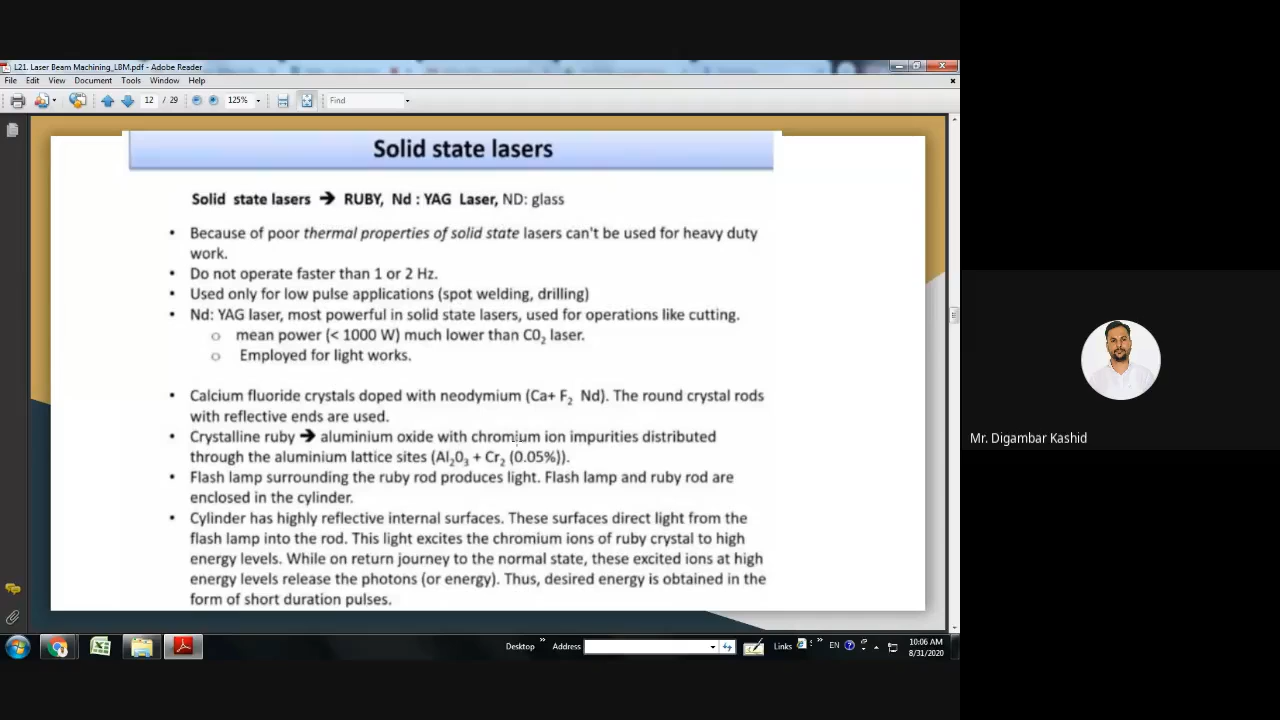 L21. Laser Beam Machining_LBM.pdf - Adobe Reader
File Edit View Document Tools Window Help
12 / 29 125% Find
Solid state lasers
Solid state lasers ➔ RUBY, Nd : YAG Laser, ND: glass
• Because of poor thermal properties of solid state lasers can't be used for heavy duty
work.
• Do not operate faster than 1 or 2 Hz.
• Used only for low pulse applications (spot welding, drilling)
• Nd: YAG laser, most powerful in solid state lasers, used for operations like cutting.
o mean power (< 1000 W) much lower than C0₂ laser.
o Employed for light works.
• Calcium fluoride crystals doped with neodymium (Ca+ F₂ Nd). The round crystal rods
with reflective ends are used.
• Crystalline ruby ➔ aluminium oxide with chromium ion impurities distributed
through the aluminium lattice sites (Al₂0₃ + Cr₂ (0.05%)).
• Flash lamp surrounding the ruby rod produces light. Flash lamp and ruby rod are
enclosed in the cylinder.
• Cylinder has highly reflective internal surfaces. These surfaces direct light from the
flash lamp into the rod. This light excites the chromium ions of ruby crystal to high
energy levels. While on return journey to the normal state, these excited ions at high
energy levels release the photons (or energy). Thus, desired energy is obtained in the
form of short duration pulses.
Mr. Digambar Kashid
Desktop » Address Links » EN 10:06 AM
8/31/2020